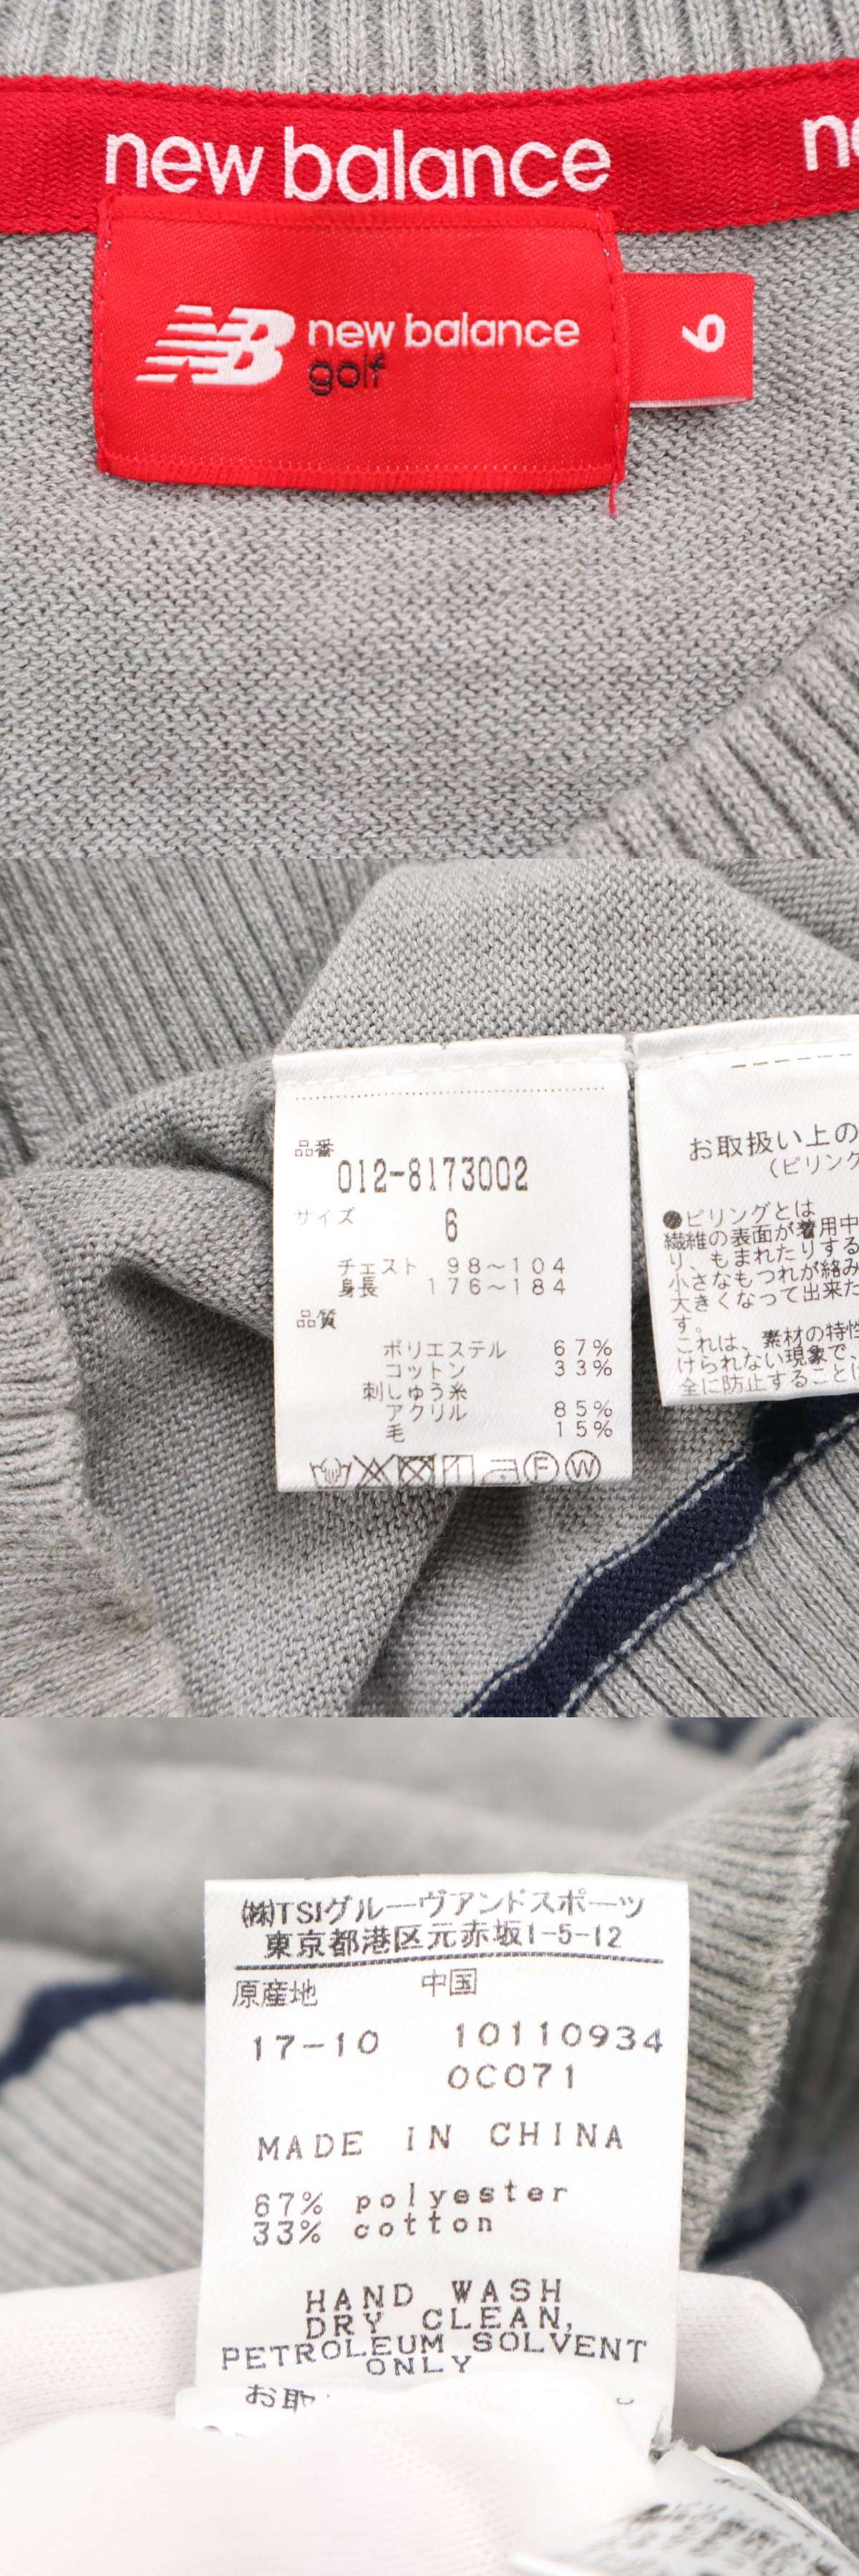 new balance
new balance
golf
6
品番
012-8173002
サイズ
6
チェスト 98～104
身長 176～184
品質
ポリエステル 67%
コットン 33%
刺しゅう糸
アクリル 85%
毛 15%
F W
お取扱い上の
(ピリング
●ピリングとは
繊維の表面が着用中
り、もまれたりする
小さなもつれが絡み
大きくなって出来た
す。
これは、素材の特性
けられない現象で、
全に防止することに
(株)TSIグルーヴアンドスポーツ
東京都港区元赤坂1-5-12
原産地 中国
17-10 10110934
0C071
MADE IN CHINA
67% polyester
33% cotton
HAND WASH
DRY CLEAN,
PETROLEUM SOLVENT
ONLY
お取